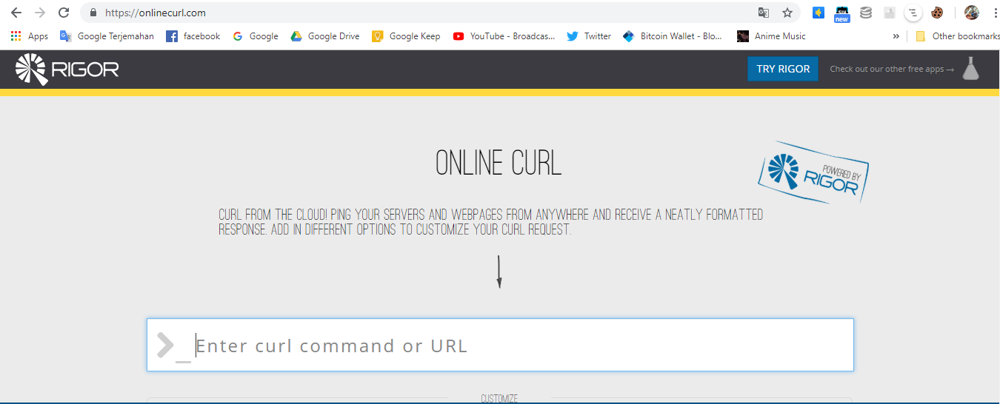 https://onlinecurl.com
new
Apps Google Terjemahan facebook Google Google Drive Google Keep YouTube - Broadcas... Twitter Bitcoin Wallet - Blo... Anime Music » Other bookmarks
RIGOR TRY RIGOR Check out our other free apps →
ONLINE CURL
POWERED BY
RIGOR
CURL FROM THE CLOUD! PING YOUR SERVERS AND WEBPAGES FROM ANYWHERE AND RECEIVE A NEATLY FORMATTED
RESPONSE. ADD IN DIFFERENT OPTIONS TO CUSTOMIZE YOUR CURL REQUEST.
Enter curl command or URL
CUSTOMIZE